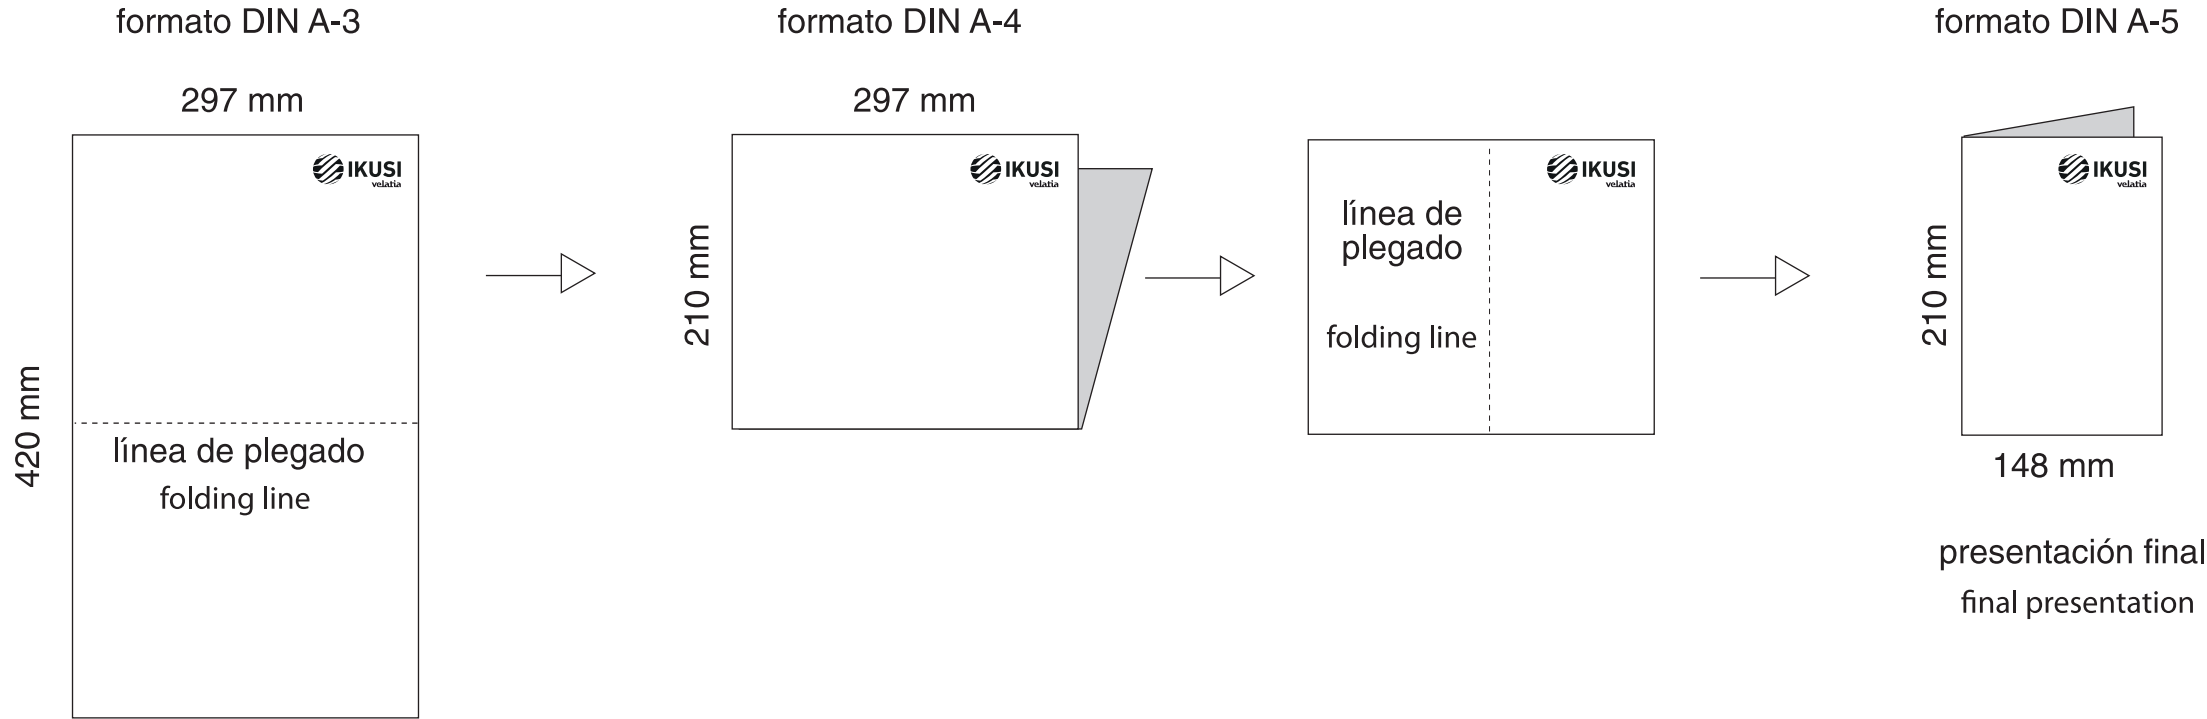 formato DIN A-3
formato DIN A-4
formato DIN A-5
297 mm
297 mm
IKUSI
velatia
IKUSI
velatia
IKUSI
velatia
IKUSI
velatia
420 mm
línea de plegado
folding line
210 mm
línea de
plegado
folding line
210 mm
148 mm
presentación final
final presentation